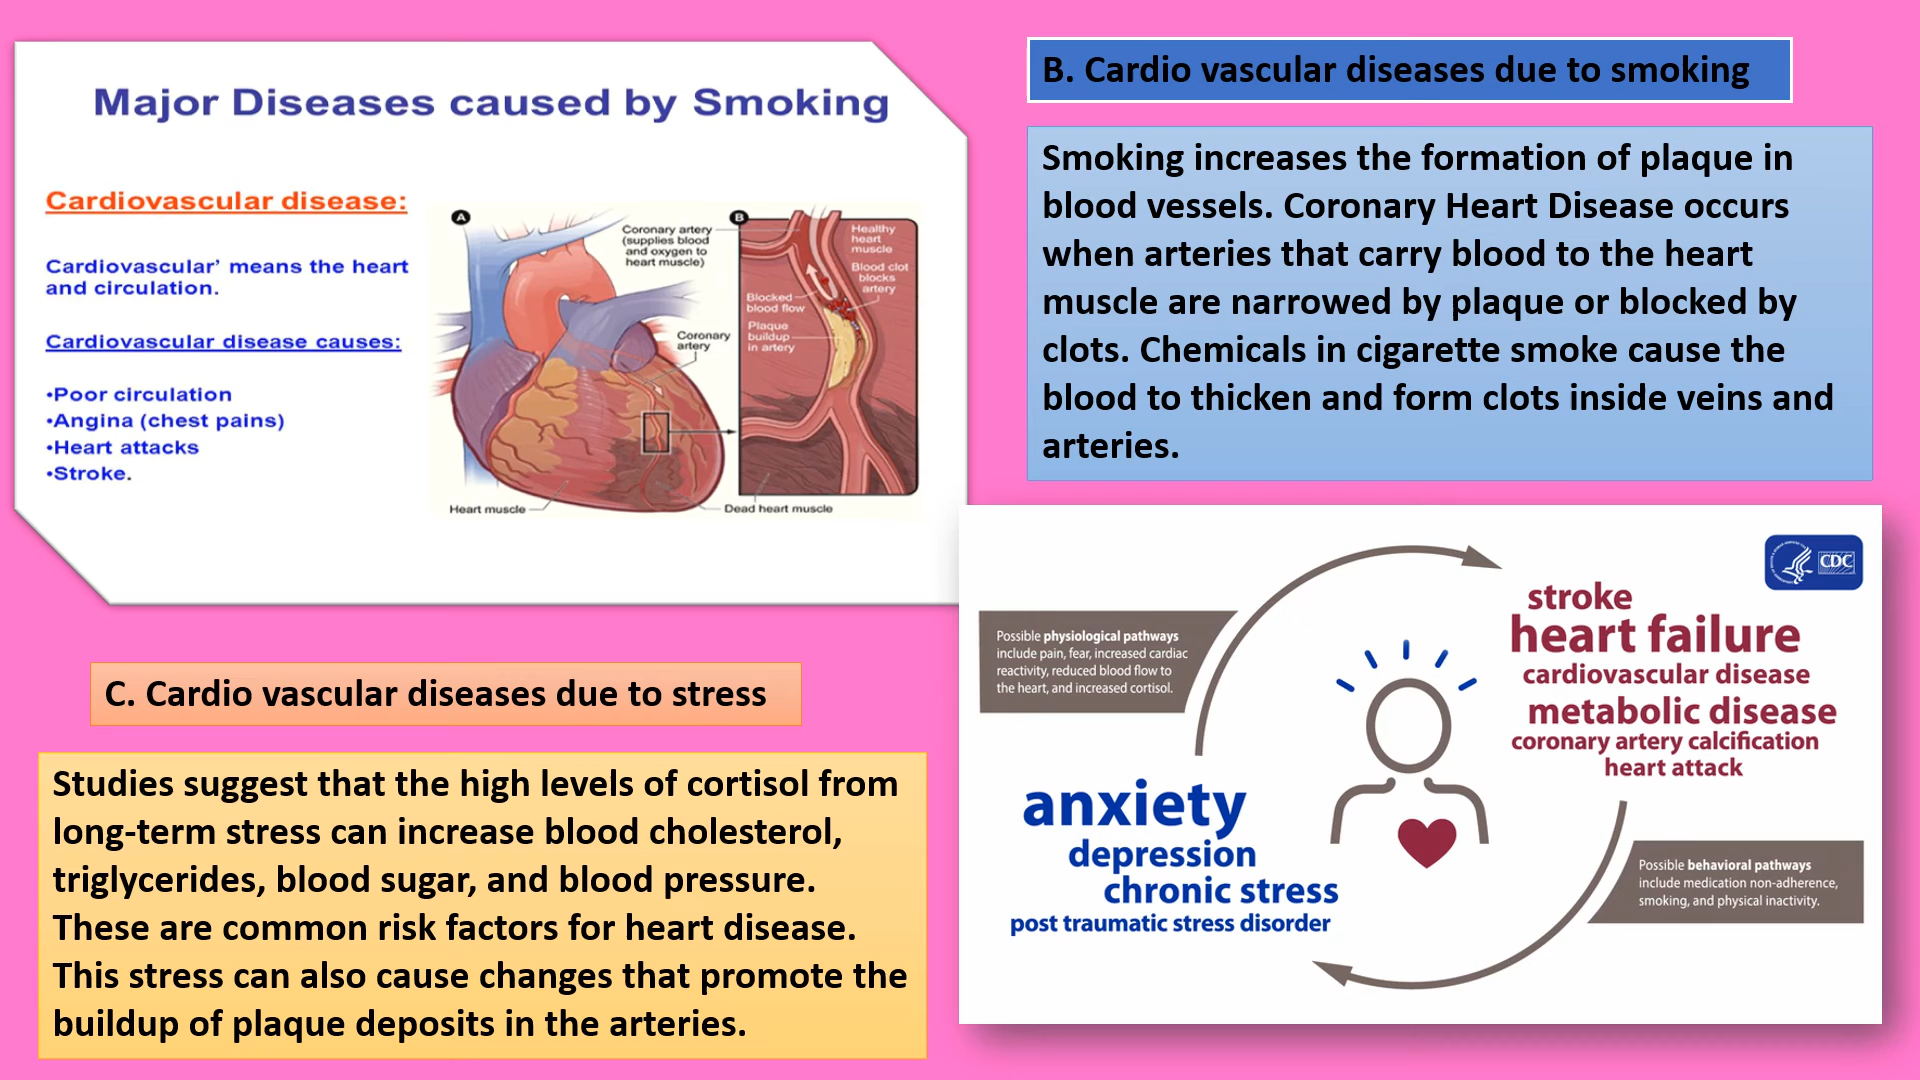 Major Diseases caused by Smoking
Cardiovascular disease:
Cardiovascular’ means the heart
and circulation.
Cardiovascular disease causes:
•Poor circulation
•Angina (chest pains)
•Heart attacks
•Stroke.
A
Coronary artery
(supplies blood
and oxygen to
heart muscle)
Coronary
artery
Heart muscle
Dead heart muscle
B
Healthy
heart
muscle
Blood clot
blocks
artery
Blocked
blood flow
Plaque
buildup
in artery
B. Cardio vascular diseases due to smoking
Smoking increases the formation of plaque in
blood vessels. Coronary Heart Disease occurs
when arteries that carry blood to the heart
muscle are narrowed by plaque or blocked by
clots. Chemicals in cigarette smoke cause the
blood to thicken and form clots inside veins and
arteries.
C. Cardio vascular diseases due to stress
Studies suggest that the high levels of cortisol from
long-term stress can increase blood cholesterol,
triglycerides, blood sugar, and blood pressure.
These are common risk factors for heart disease.
This stress can also cause changes that promote the
buildup of plaque deposits in the arteries.
CDC
Possible physiological pathways
include pain, fear, increased cardiac
reactivity, reduced blood flow to
the heart, and increased cortisol.
stroke
heart failure
cardiovascular disease
metabolic disease
coronary artery calcification
heart attack
anxiety
depression
chronic stress
post traumatic stress disorder
Possible behavioral pathways
include medication non-adherence,
smoking, and physical inactivity.